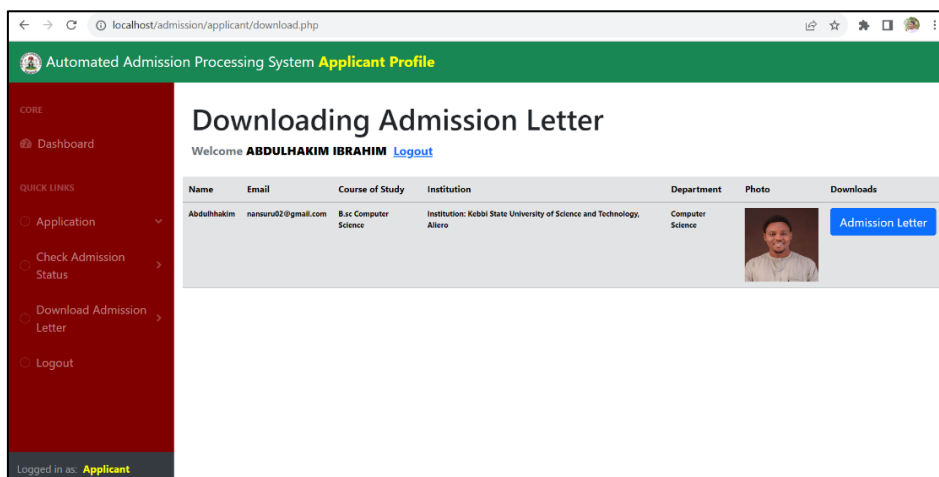 localhost/admission/applicant/download.php
Automated Admission Processing System Applicant Profile
CORE
Dashboard
QUICK LINKS
Application
Check Admission
Status
Download Admission
Letter
Logout
Logged in as: Applicant
Downloading Admission Letter
Welcome ABDULHAKIM IBRAHIM Logout
Name Email Course of Study Institution Department Photo Downloads
Abdulhhakim nansuru02@gmail.com B.sc Computer Institution: Kebbi State University of Science and Technology, Computer Admission Letter
Science Aliero Science